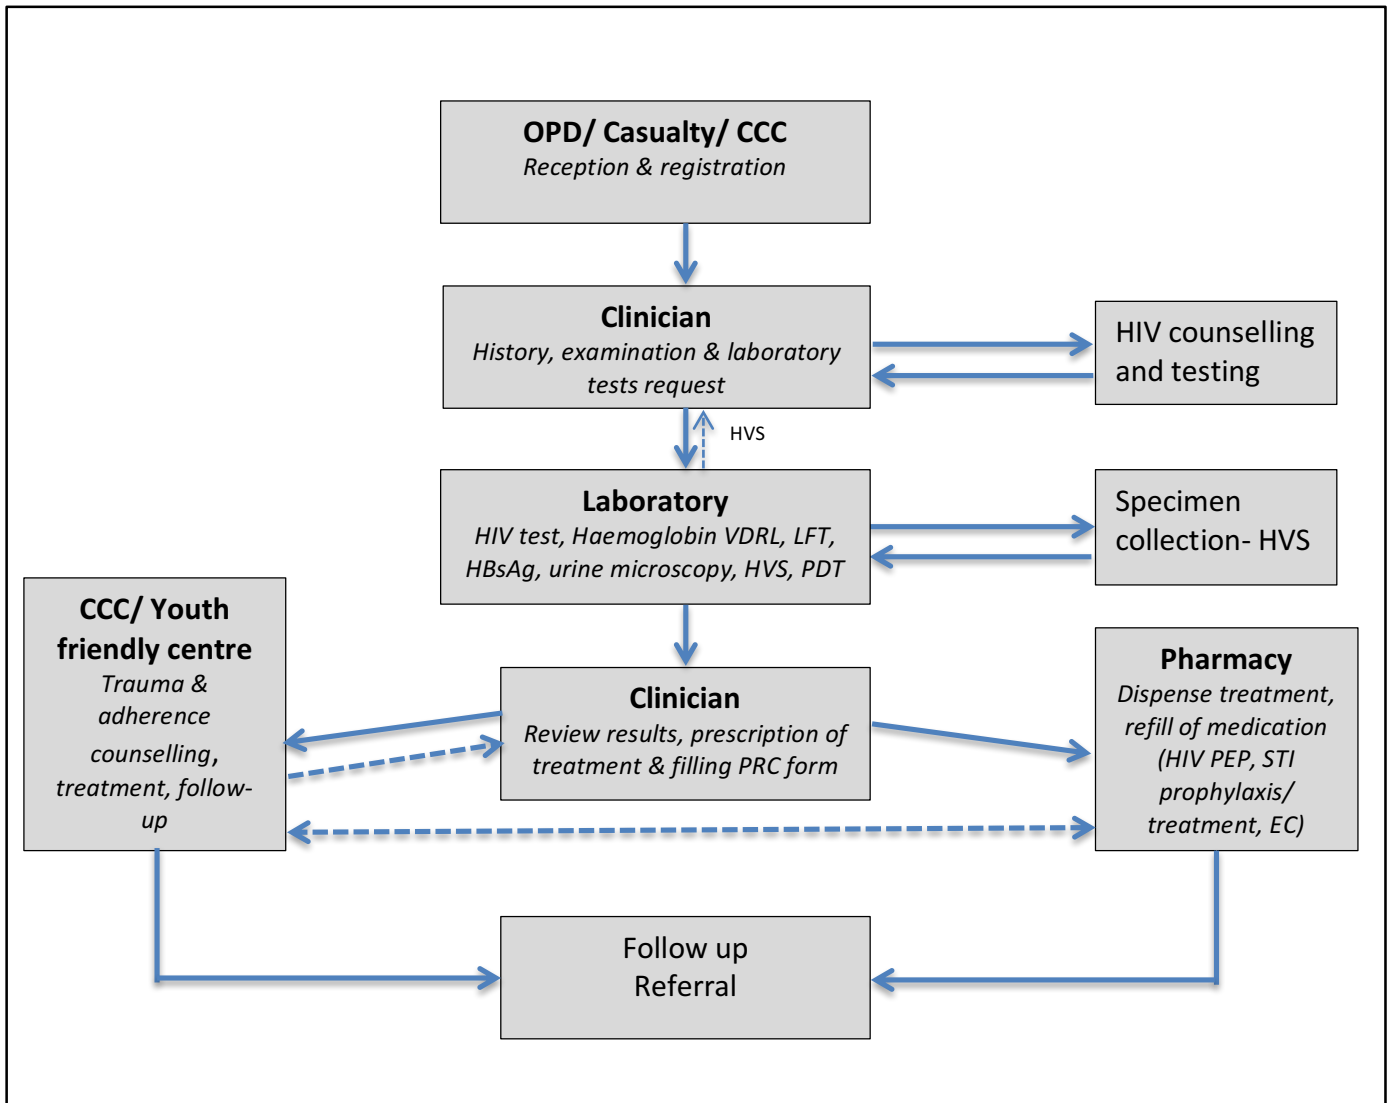 OPD/ Casualty/ CCC
Reception & registration
Clinician
History, examination & laboratory
tests request
HIV counselling
and testing
HVS
Laboratory
HIV test, Haemoglobin VDRL, LFT,
HBsAg, urine microscopy, HVS, PDT
Specimen
collection- HVS
CCC/ Youth
friendly centre
Trauma &
adherence
counselling,
treatment, follow-
up
Clinician
Review results, prescription of
treatment & filling PRC form
Pharmacy
Dispense treatment,
refill of medication
(HIV PEP, STI
prophylaxis/
treatment, EC)
Follow up
Referral